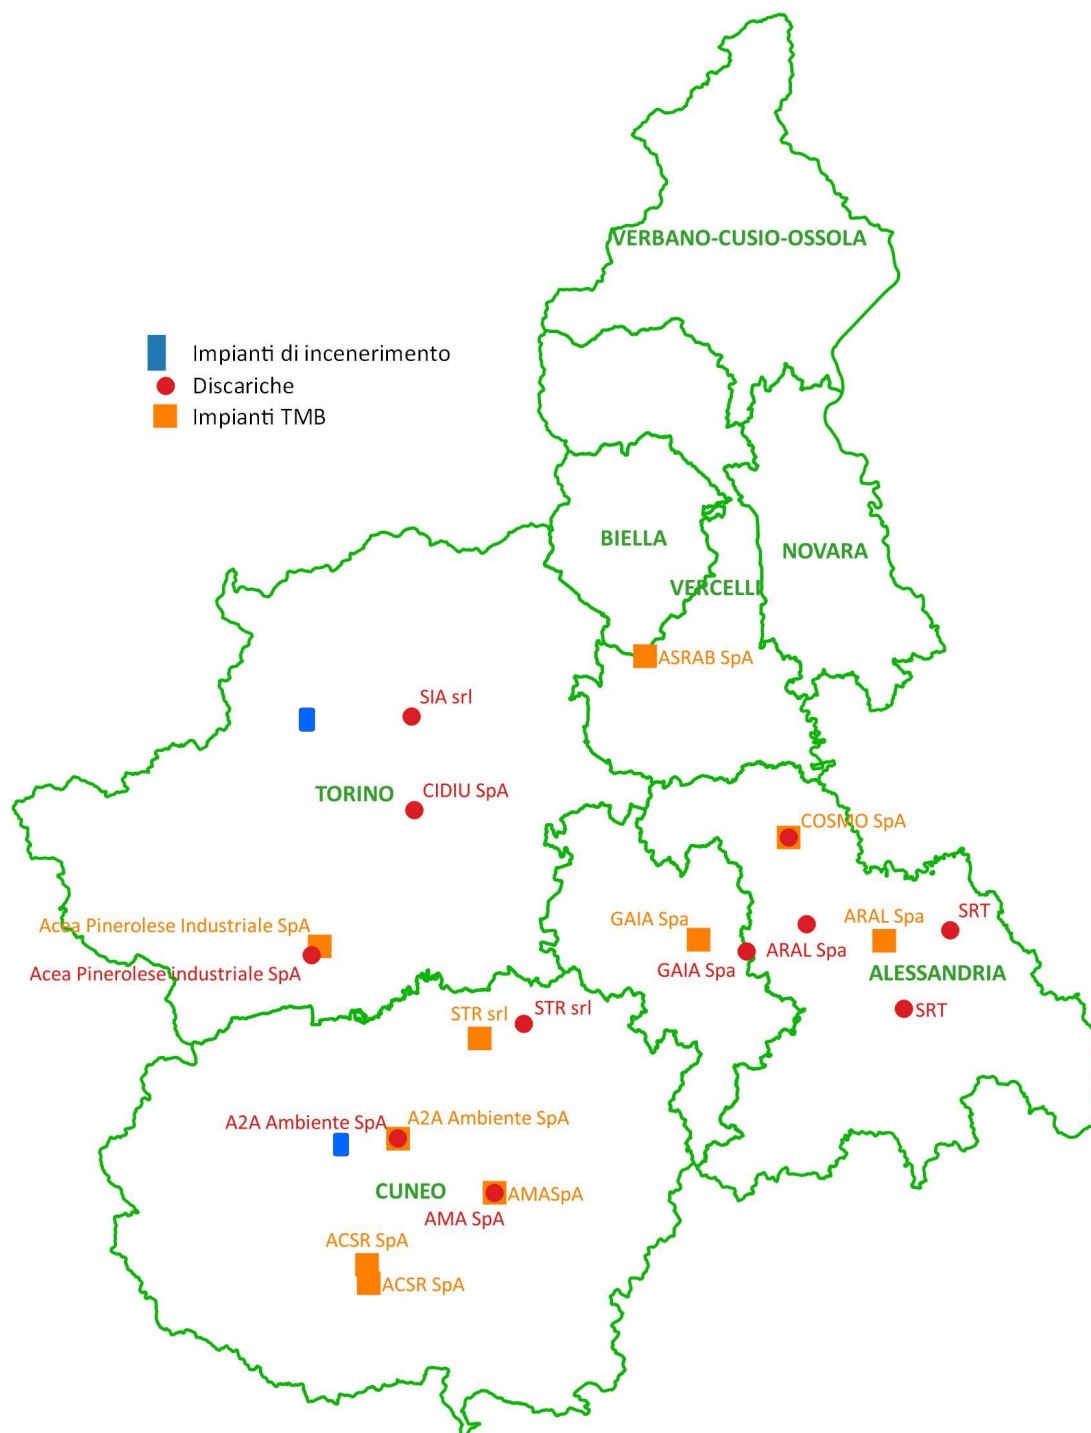 VERBANO-CUSIO-OSSOLA
Impianti di incenerimento
Discariche
Impianti TMB
BIELLA
NOVARA
VERCELLI
ASRAB SpA
SIA srl
TORINO
CIDIU SpA
COSMO SpA
Acea Pinerolese Industriale SpA
Acea Pinerolese industriale SpA
GAIA Spa
GAIA Spa
ARAL Spa
ARAL Spa
SRT
ALESSANDRIA
SRT
STR srl
STR srl
A2A Ambiente SpA
A2A Ambiente SpA
CUNEO
AMASpA
AMA SpA
ACSR SpA
ACSR SpA